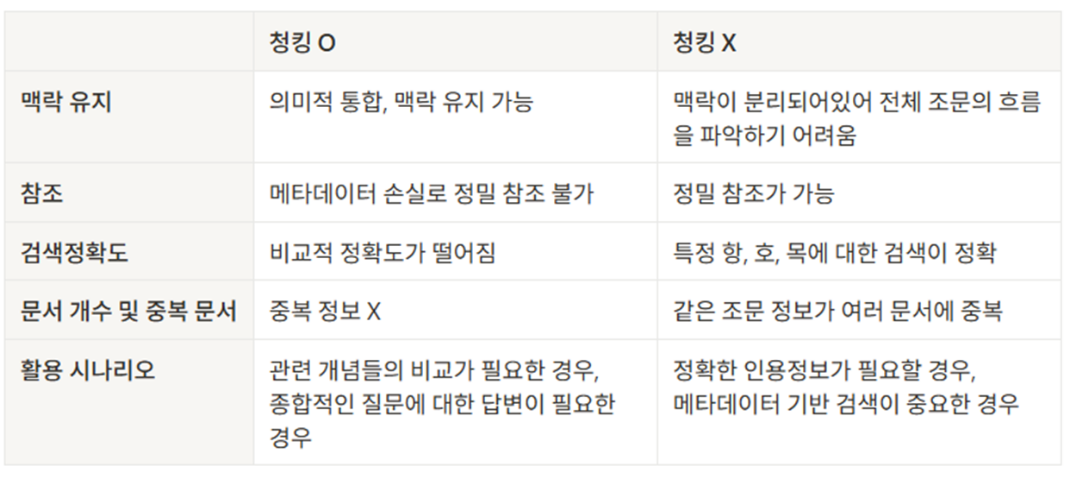 청킹 O
청킹 X
맥락 유지
의미적 통합, 맥락 유지 가능
맥락이 분리되어있어 전체 조문의 흐름
을 파악하기 어려움
참조
메타데이터 손실로 정밀 참조 불가
정밀 참조가 가능
검색정확도
비교적 정확도가 떨어짐
특정 항, 호, 목에 대한 검색이 정확
문서 개수 및 중복 문서
중복 정보 X
같은 조문 정보가 여러 문서에 중복
활용 시나리오
관련 개념들의 비교가 필요한 경우,
종합적인 질문에 대한 답변이 필요한
경우
정확한 인용정보가 필요할 경우,
메타데이터 기반 검색이 중요한 경우